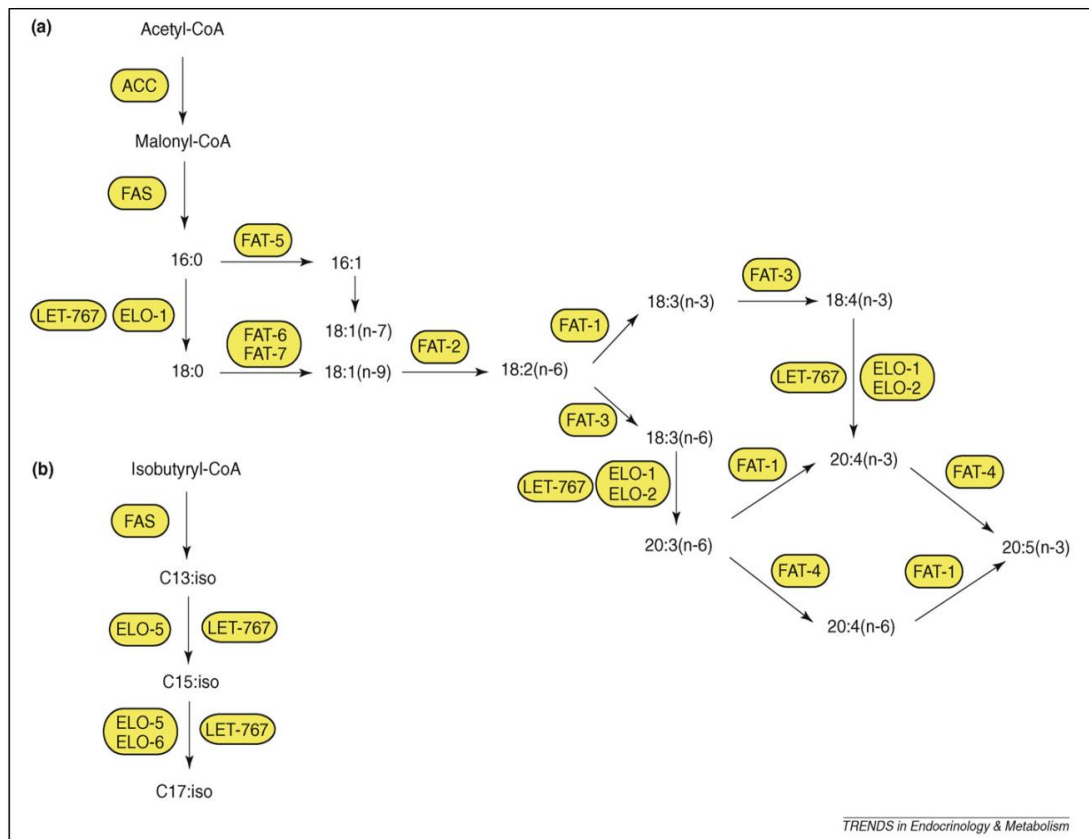 (a)
Acetyl-CoA
ACC
Malonyl-CoA
FAS
16:0
FAT-5
16:1
LET-767
ELO-1
18:1(n-7)
18:0
FAT-6
FAT-7
18:1(n-9)
FAT-2
18:2(n-6)
FAT-1
18:3(n-3)
FAT-3
18:4(n-3)
LET-767
ELO-1
ELO-2
FAT-3
18:3(n-6)
LET-767
ELO-1
ELO-2
20:3(n-6)
FAT-1
20:4(n-3)
FAT-4
20:5(n-3)
FAT-4
20:4(n-6)
FAT-1
(b)
Isobutyryl-CoA
FAS
C13:iso
ELO-5
LET-767
C15:iso
ELO-5
ELO-6
LET-767
C17:iso
TRENDS in Endocrinology & Metabolism